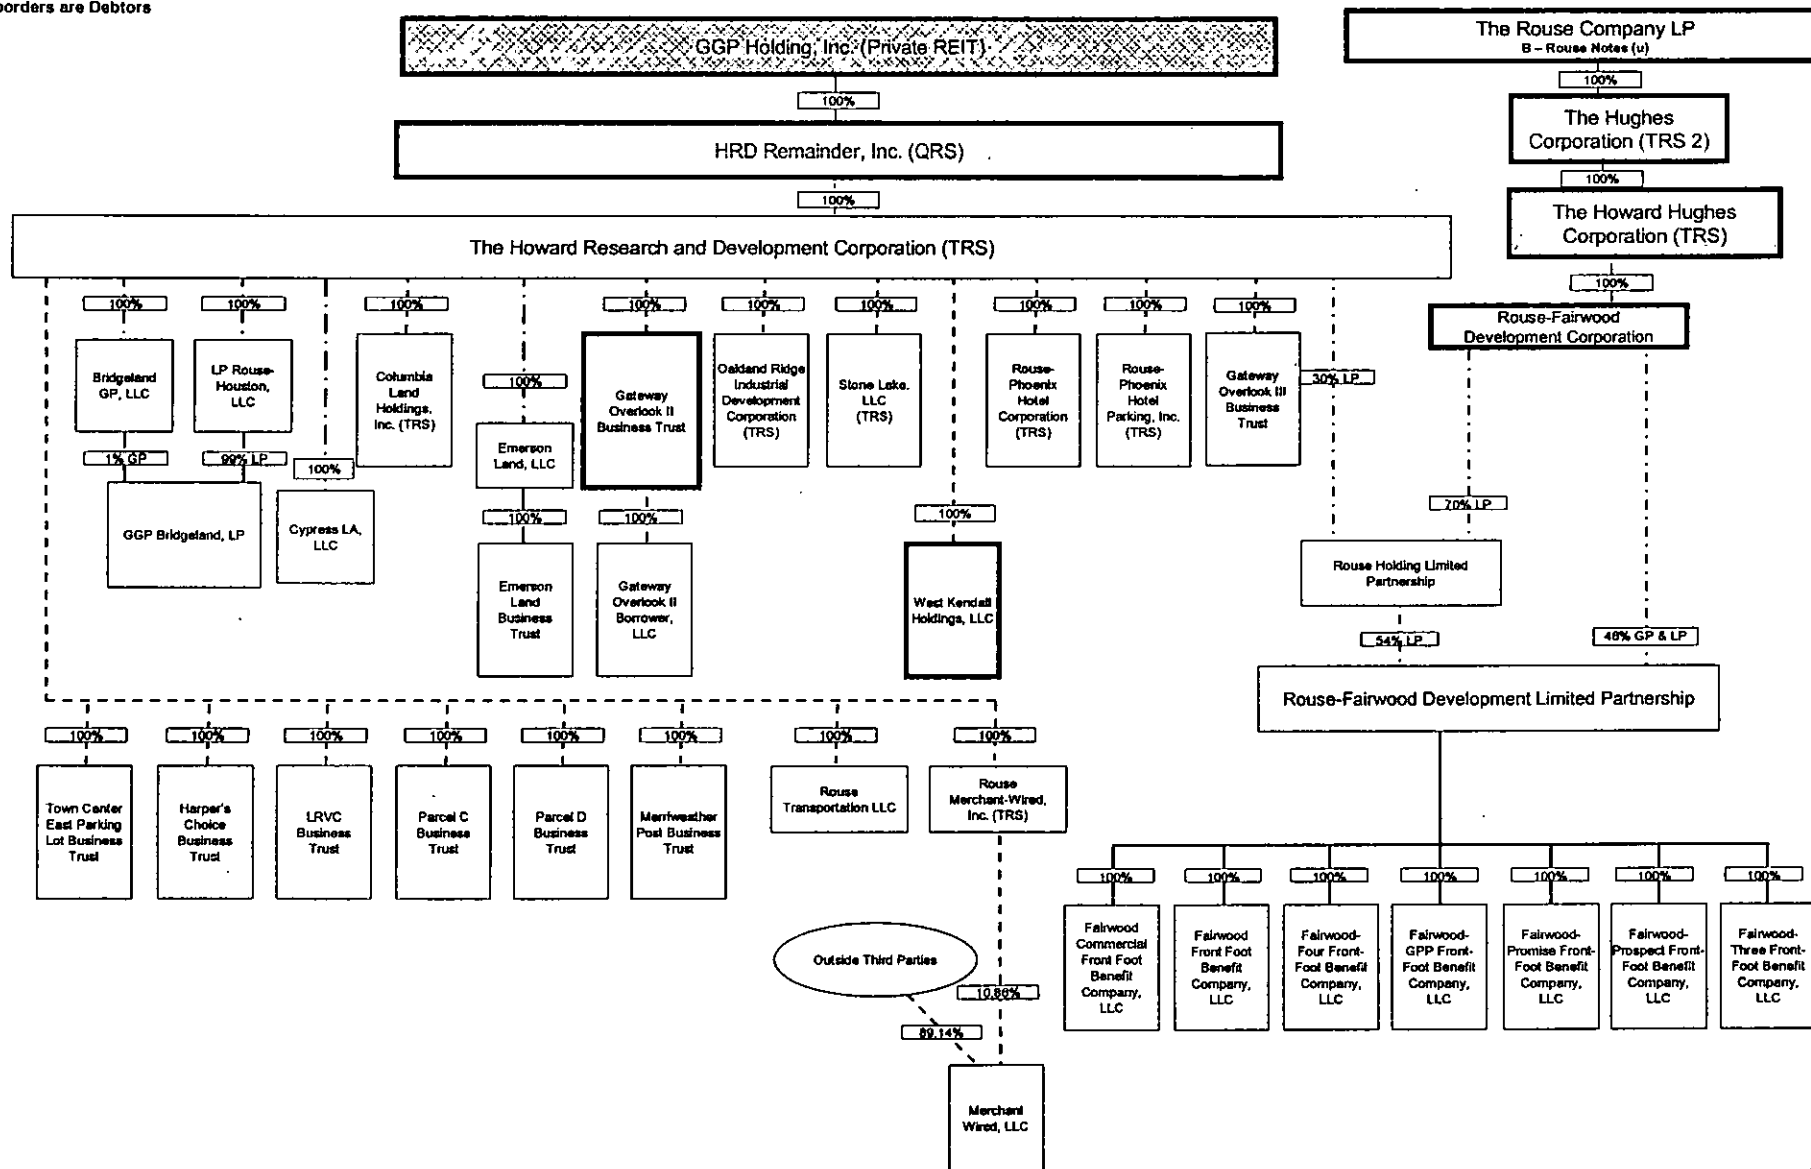 borders are Debtors
GGP Holding, Inc. (Private REIT)
The Rouse Company LP
B – Rouse Notes (u)
100%
100%
HRD Remainder, Inc. (QRS)
The Hughes
Corporation (TRS 2)
100%
100%
The Howard Research and Development Corporation (TRS)
The Howard Hughes
Corporation (TRS)
100%
100%
100%
100%
100%
100%
100%
100%
100%
100%
Rouse-Fairwood
Development Corporation
Bridgeland
GP, LLC
LP Rouse-
Houston,
LLC
Columbia
Land
Holdings,
Inc. (TRS)
100%
Gateway
Overlook II
Business Trust
Oakland Ridge
Industrial
Development
Corporation
(TRS)
Stone Lake,
LLC
(TRS)
Rouse-
Phoenix
Hotel
Corporation
(TRS)
Rouse-
Phoenix
Hotel
Parking, Inc.
(TRS)
Gateway
Overlook III
Business
Trust
30% LP
Emerson
Land, LLC
1% GP
99% LP
100%
GGP Bridgeland, LP
Cypress LA,
LLC
100%
100%
100%
70% LP
Emerson
Land
Business
Trust
Gateway
Overlook II
Borrower,
LLC
West Kendall
Holdings, LLC
Rouse Holding Limited
Partnership
54% LP
46% GP & LP
Rouse-Fairwood Development Limited Partnership
100%
100%
100%
100%
100%
100%
100%
100%
Town Center
East Parking
Lot Business
Trust
Harper's
Choice
Business
Trust
LRVC
Business
Trust
Parcel C
Business
Trust
Parcel D
Business
Trust
Merriweather
Post Business
Trust
Rouse
Transportation LLC
Rouse
Merchant-Wired,
Inc. (TRS)
100%
100%
100%
100%
100%
100%
100%
Fairwood
Commercial
Front Foot
Benefit
Company,
LLC
Fairwood
Front Foot
Benefit
Company,
LLC
Fairwood-
Four Front-
Foot Benefit
Company,
LLC
Fairwood-
GPP Front-
Foot Benefit
Company,
LLC
Fairwood-
Promise Front-
Foot Benefit
Company,
LLC
Fairwood-
Prospect Front-
Foot Benefit
Company,
LLC
Fairwood-
Three Front-
Foot Benefit
Company,
LLC
Outside Third Parties
10.86%
89.14%
Merchant
Wired, LLC